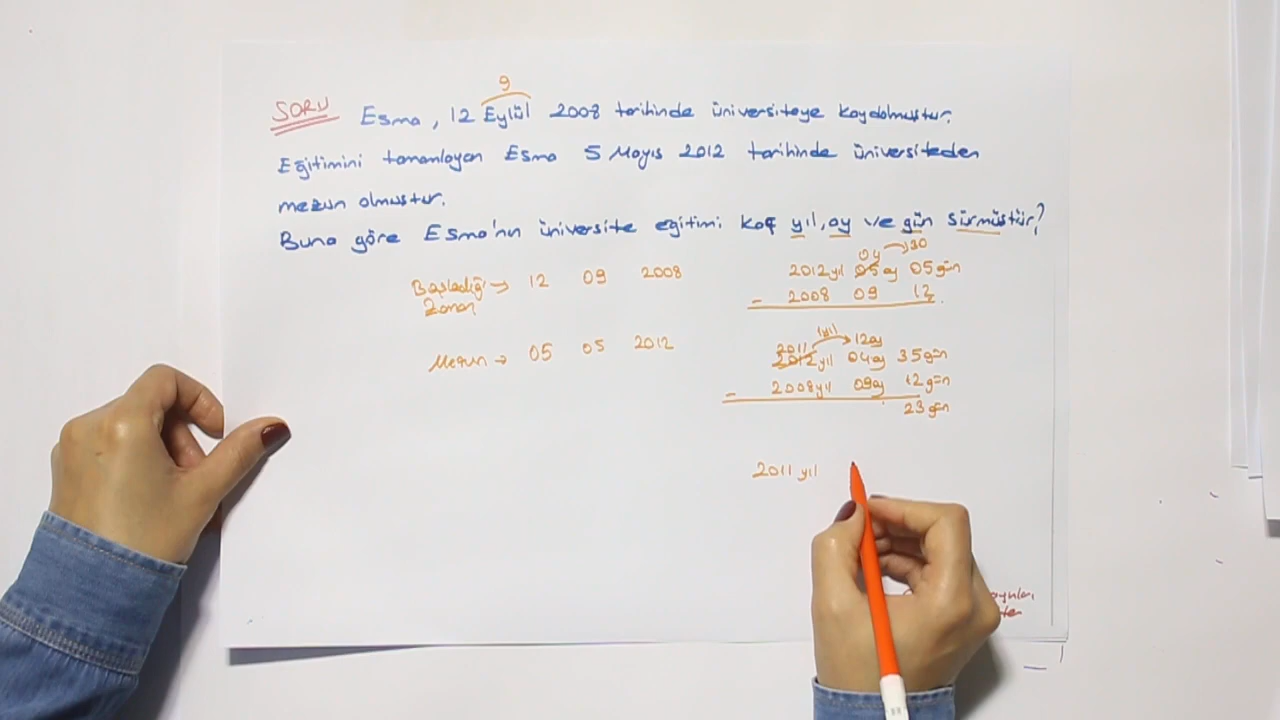 9
SORU Esma, 12 Eylül 2008 tarihinde üniversiteye kaydolmuştur.
Eğitimini tamamlayan Esma 5 Mayıs 2012 tarihinde üniversiteden
mezun olmuştur.
Buna göre Esma'nın üniversite eğitimi kaç yıl, ay ve gün sürmüştür?
Başladığı → 12 09 2008
Zaman
Mezun → 05 05 2012
04 30
2012 yıl 05 ay 05 gün
- 2008 09 12
1 yıl 12 ay
2011
2012 yıl 04 ay 35 gün
- 2008 yıl 09 ay 12 gün
23 gün
2011 yıl